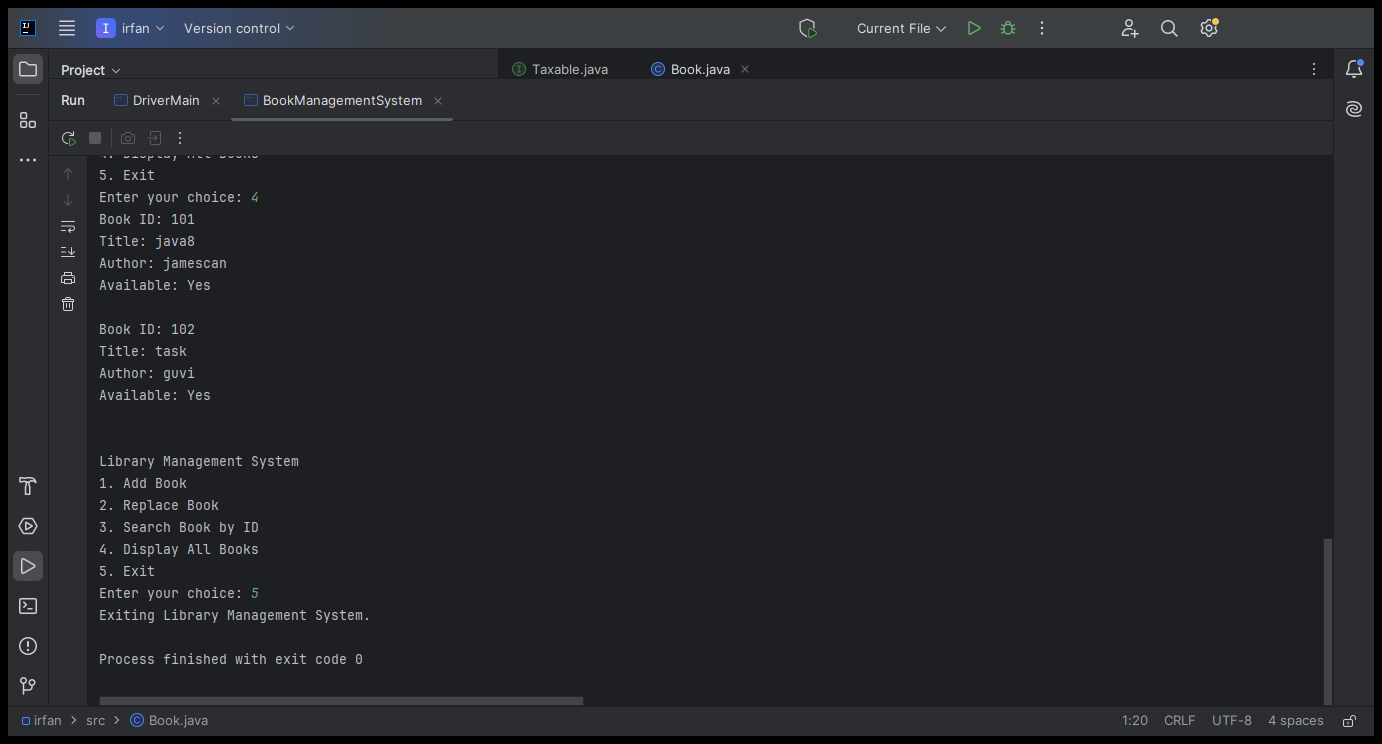 I irfan Version control Current File
Project Taxable.java Book.java
Run DriverMain BookManagementSystem
4. Display All Books
5. Exit
Enter your choice: 4
Book ID: 101
Title: java8
Author: jamescan
Available: Yes
Book ID: 102
Title: task
Author: guvi
Available: Yes
Library Management System
1. Add Book
2. Replace Book
3. Search Book by ID
4. Display All Books
5. Exit
Enter your choice: 5
Exiting Library Management System.
Process finished with exit code 0
irfan > src > Book.java 1:20 CRLF UTF-8 4 spaces